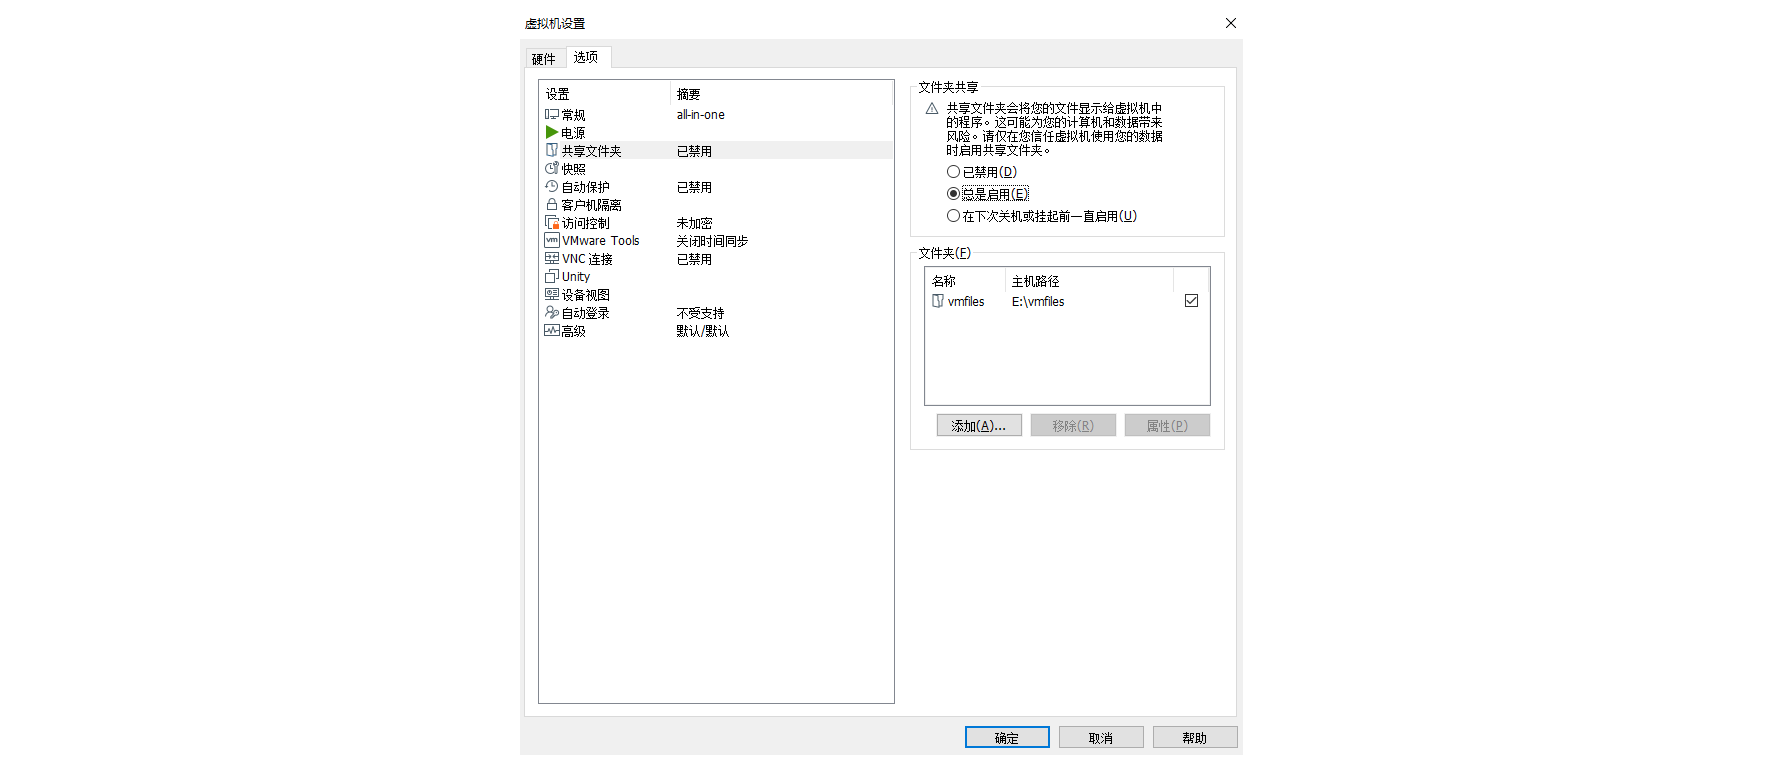 虚拟机设置
硬件 选项
设置 摘要
常规 all-in-one
电源
共享文件夹 已禁用
快照
自动保护 已禁用
客户机隔离
访问控制 未加密
VMware Tools 关闭时间同步
VNC 连接 已禁用
Unity
设备视图
自动登录 不受支持
高级 默认/默认
文件夹共享
共享文件夹会将您的文件显示给虚拟机中
的程序。这可能为您的计算机和数据带来
风险。请仅在您信任虚拟机使用您的数据
时启用共享文件夹。
已禁用(D)
总是启用(E)
在下次关机或挂起前一直启用(U)
文件夹(F)
名称 主机路径
vmfiles E:\vmfiles
添加(A)... 移除(R) 属性(P)
确定 取消 帮助